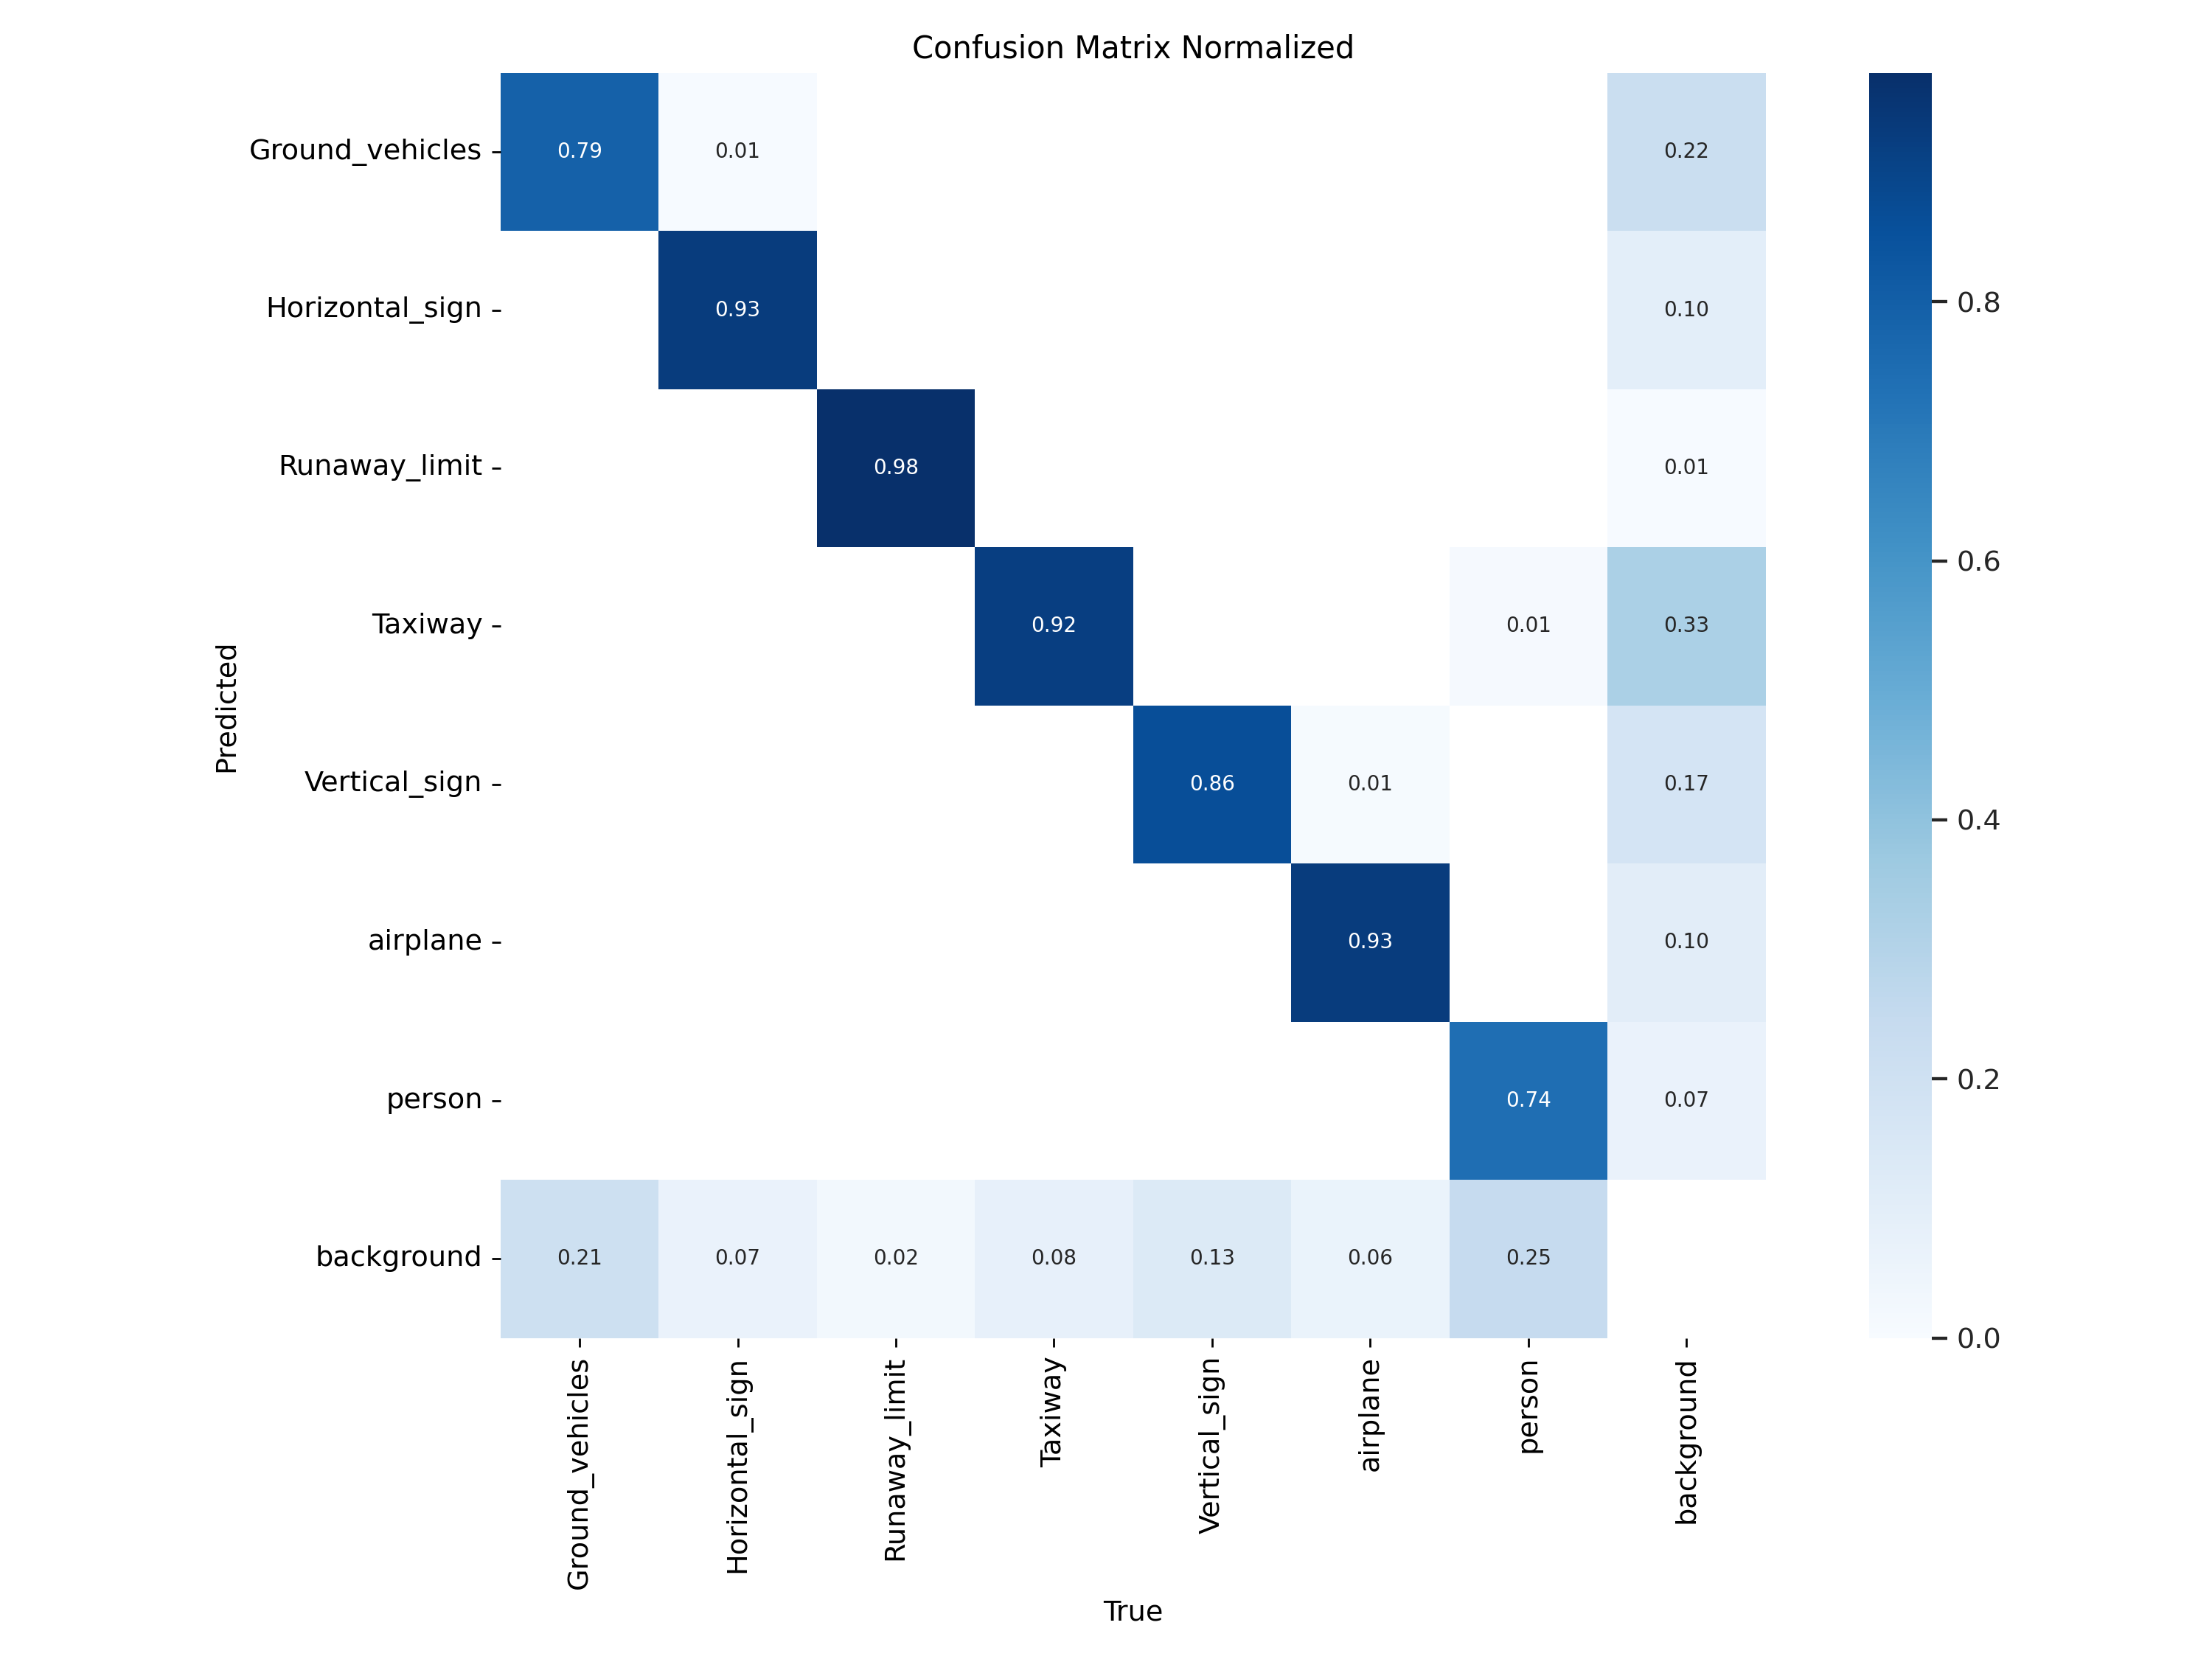 Confusion Matrix Normalized
Ground_vehicles 0.79 0.01 0.22
Horizontal_sign 0.93 0.10 0.8
Runaway_limit 0.98 0.01
0.6
Taxiway 0.92 0.01 0.33
Predicted
Vertical_sign 0.86 0.01 0.17 0.4
airplane 0.93 0.10
person 0.74 0.07 0.2
background 0.21 0.07 0.02 0.08 0.13 0.06 0.25
0.0
Ground_vehicles
Horizontal_sign
Runaway_limit
Taxiway
Vertical_sign
airplane
person
background
True